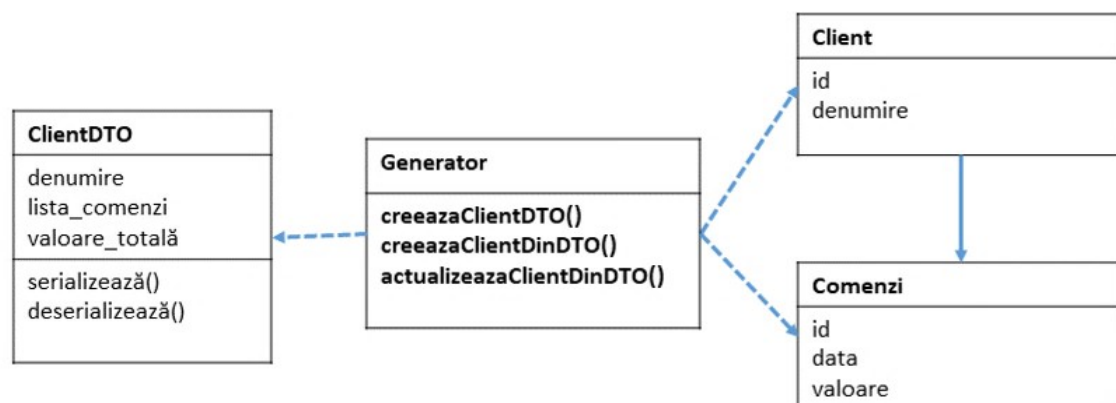 ClientDTO
denumire
lista_comenzi
valoare_totală
serializează()
deserializează()
Generator
creeazaClientDTO()
creeazaClientDinDTO()
actualizeazaClientDinDTO()
Client
id
denumire
Comenzi
id
data
valoare